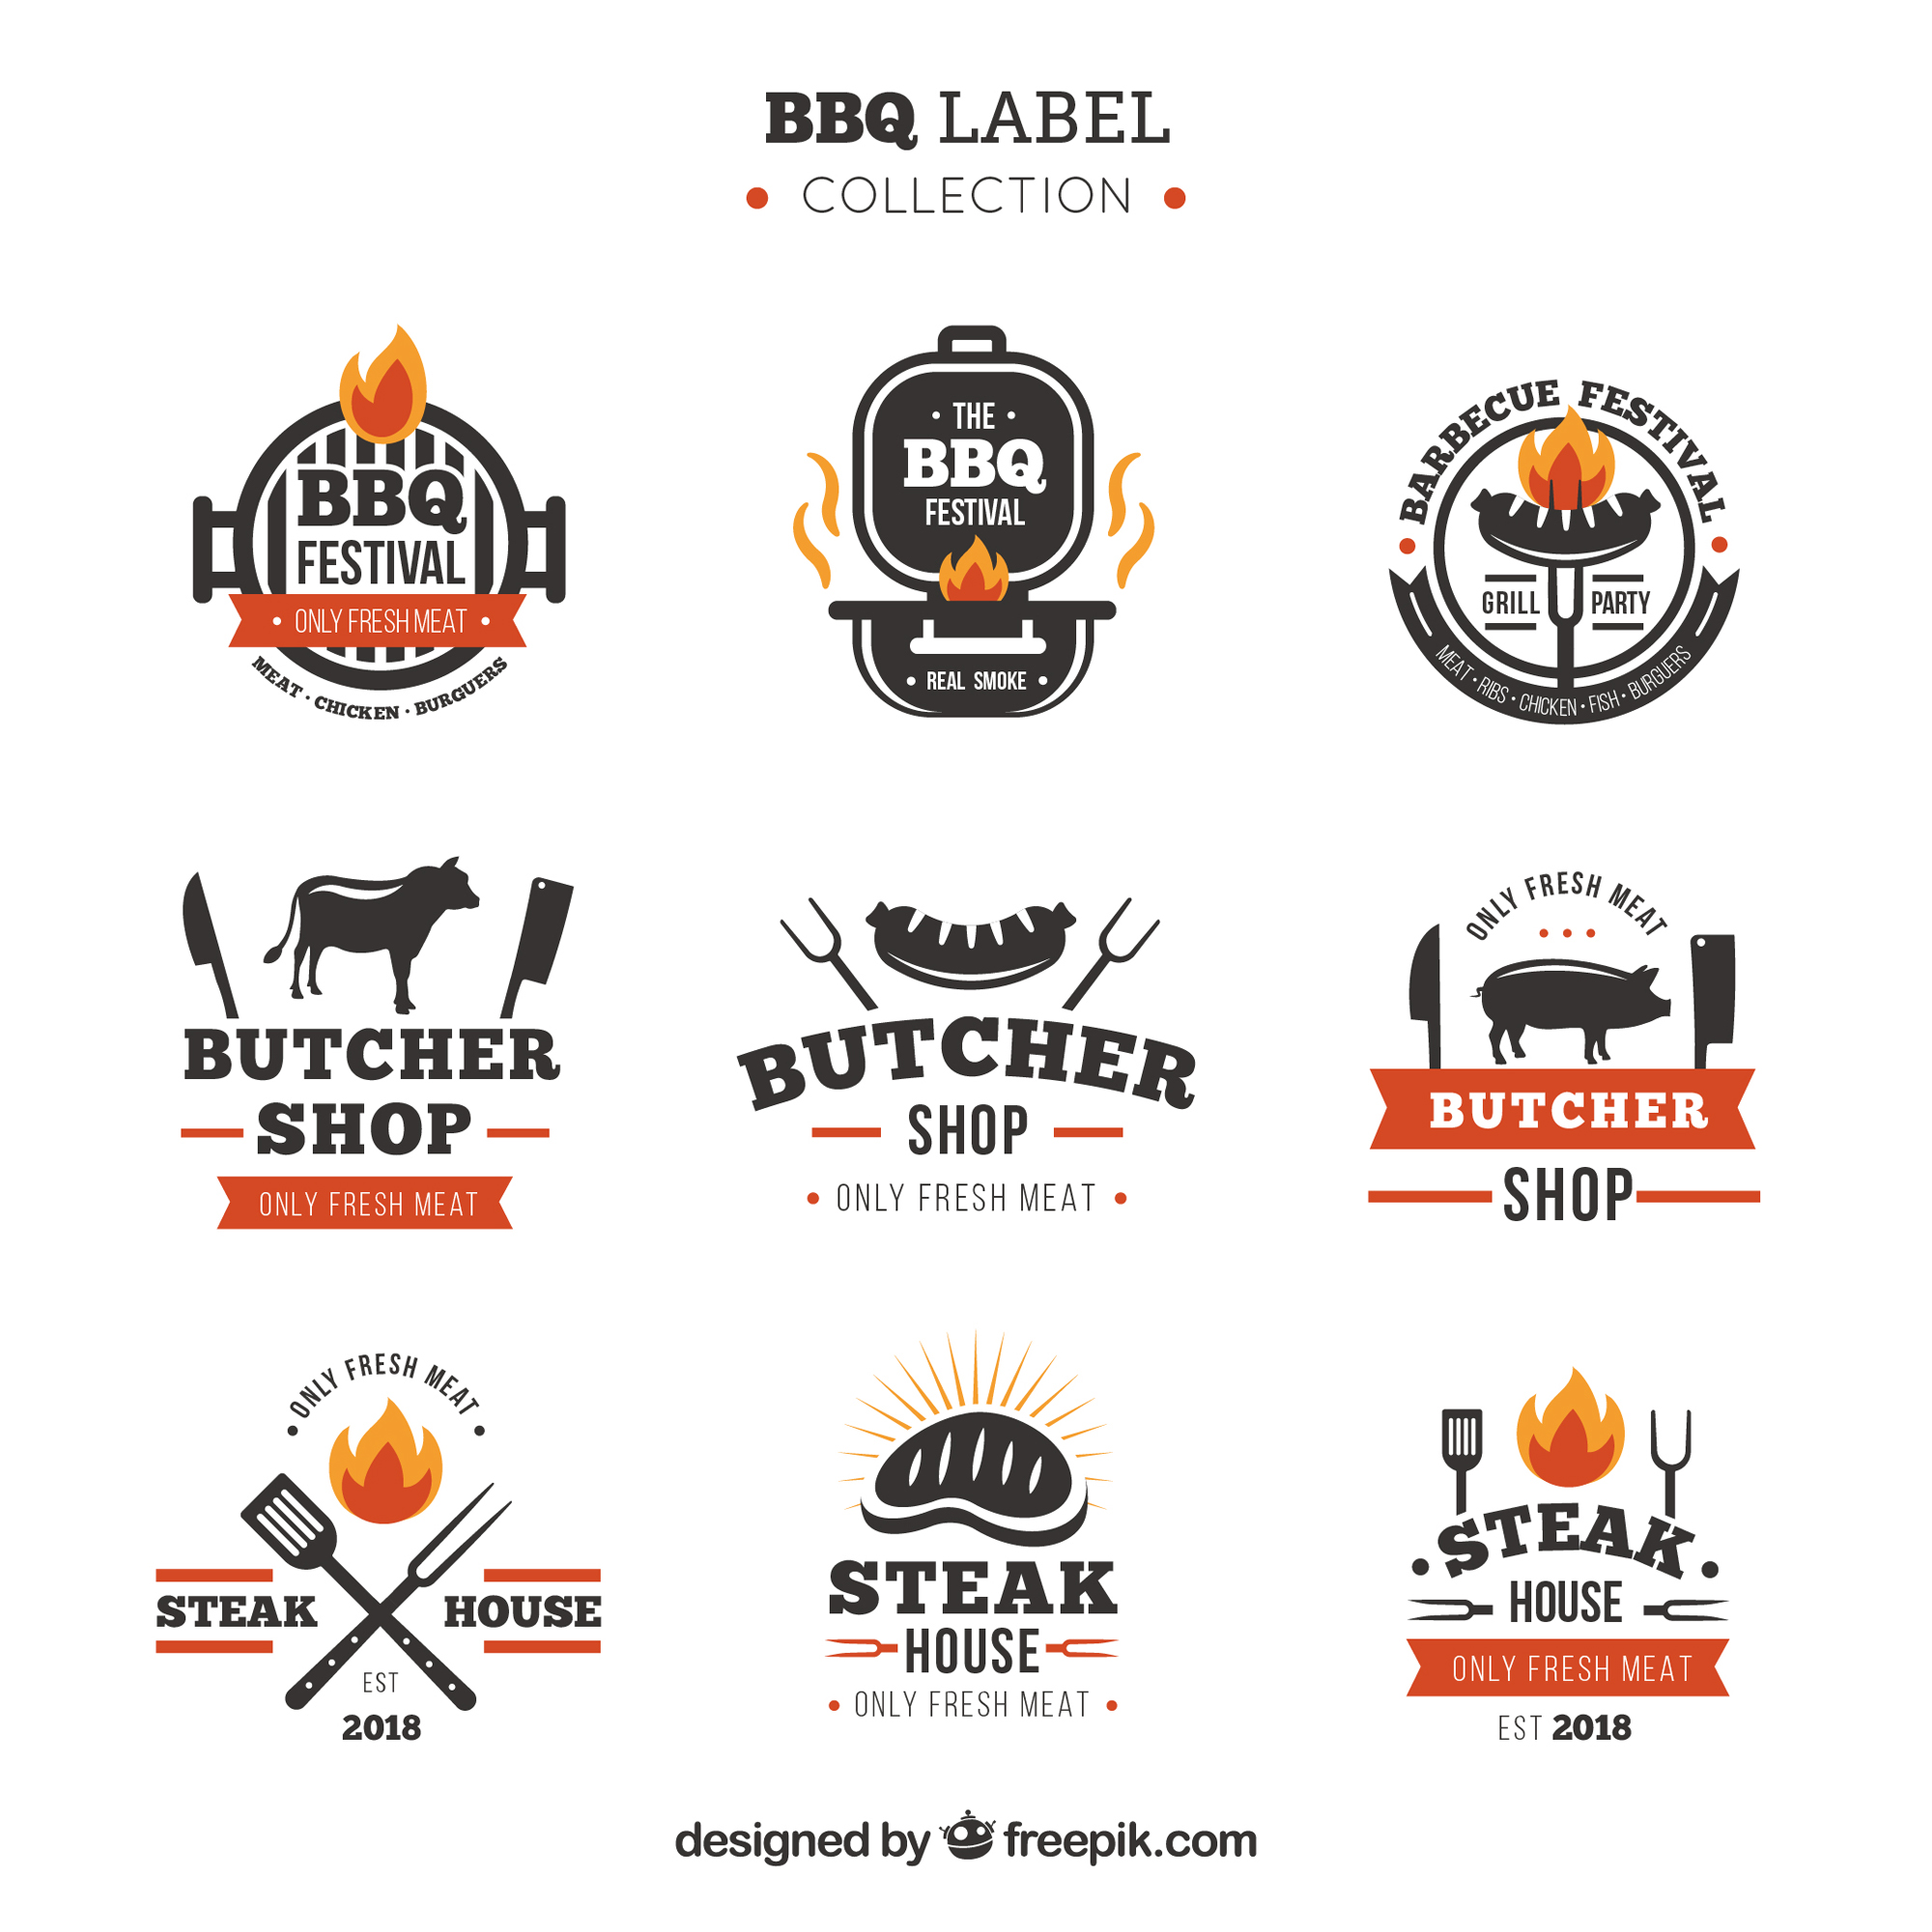 BBQ LABEL
COLLECTION
BBQ
FESTIVAL
ONLY FRESH MEAT
MEAT · CHICKEN · BURGUERS
THE
BBQ
FESTIVAL
REAL SMOKE
BARBECUE FESTIVAL
GRILL PARTY
MEAT · RIBS · CHICKEN · FISH · BURGUERS
BUTCHER
SHOP
ONLY FRESH MEAT
BUTCHER
SHOP
ONLY FRESH MEAT
ONLY FRESH MEAT
BUTCHER
SHOP
ONLY FRESH MEAT
STEAK HOUSE
EST
2018
STEAK
HOUSE
ONLY FRESH MEAT
STEAK
HOUSE
ONLY FRESH MEAT
EST 2018
designed by freepik.com